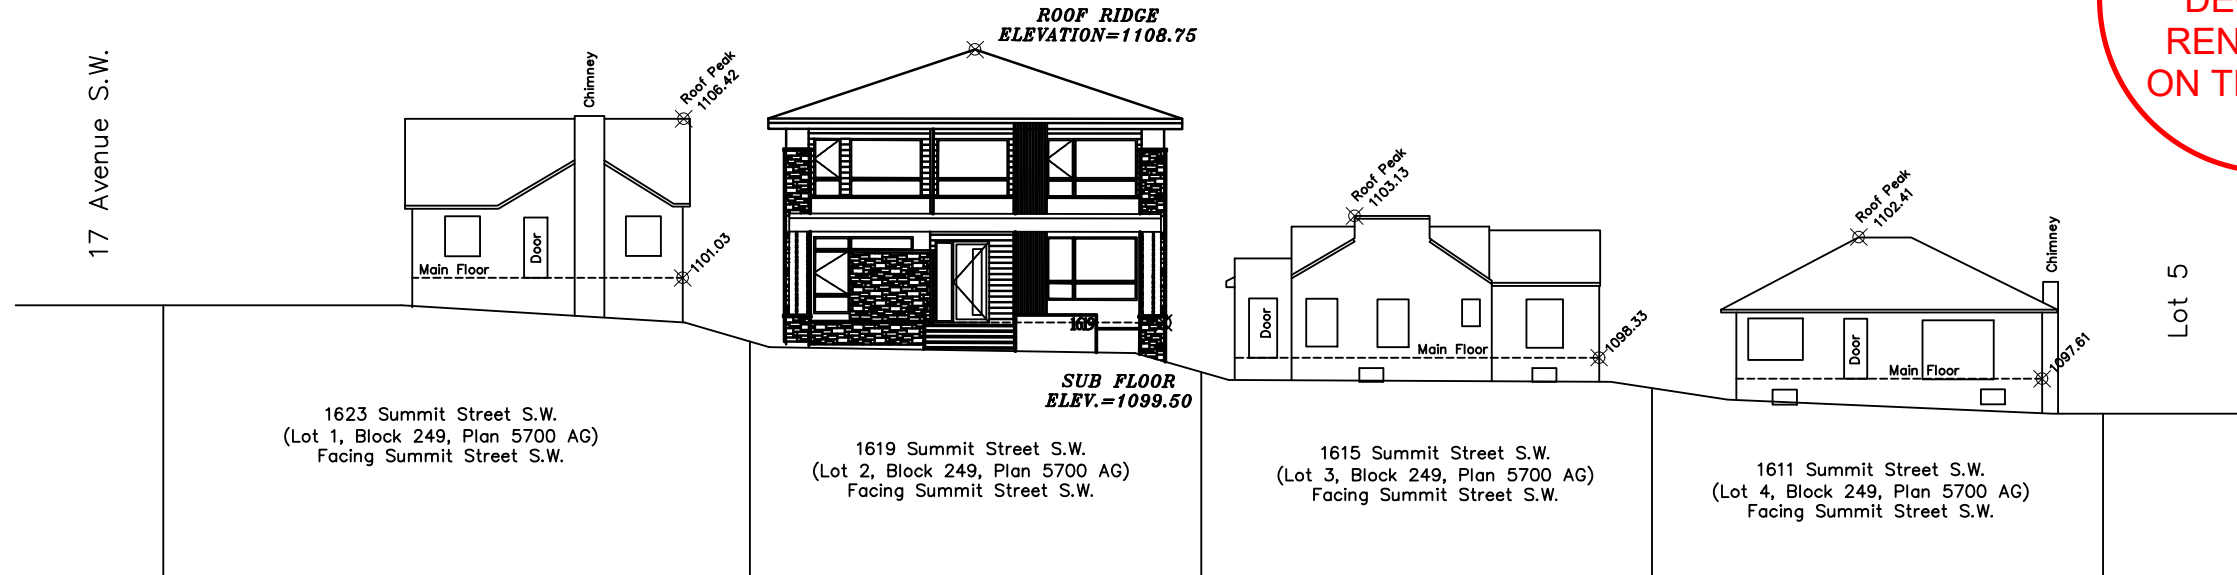 17 Avenue S.W.
Chimney
Roof Peak
1106.42
Door
Main Floor
1101.03
1623 Summit Street S.W.
(Lot 1, Block 249, Plan 5700 AG)
Facing Summit Street S.W.
ROOF RIDGE
ELEVATION=1108.75
1619
SUB FLOOR
ELEV.=1099.50
1619 Summit Street S.W.
(Lot 2, Block 249, Plan 5700 AG)
Facing Summit Street S.W.
Roof Peak
1103.13
Door
Main Floor
1098.33
1615 Summit Street S.W.
(Lot 3, Block 249, Plan 5700 AG)
Facing Summit Street S.W.
Roof Peak
1102.41
Chimney
Door
Main Floor
1097.61
1611 Summit Street S.W.
(Lot 4, Block 249, Plan 5700 AG)
Facing Summit Street S.W.
Lot 5
REN
ON